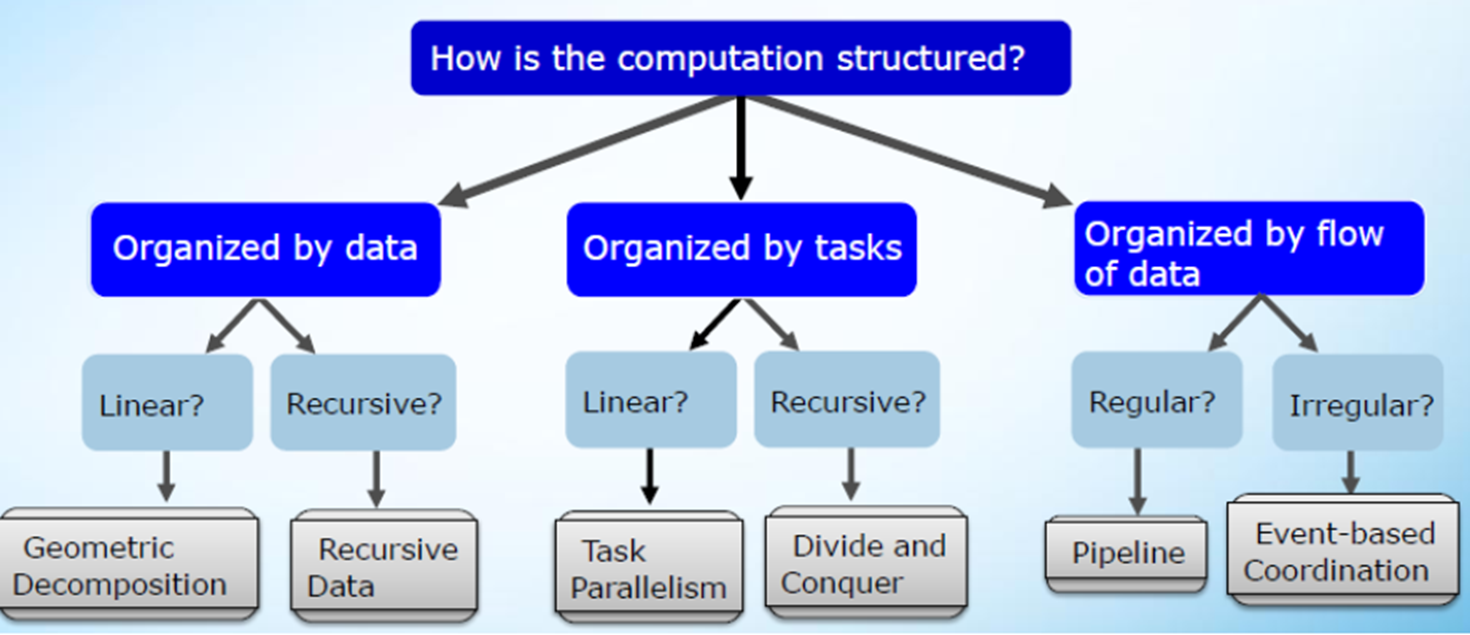 How is the computation structured?
Organized by data
Organized by tasks
Organized by flow
of data
Linear?
Recursive?
Linear?
Recursive?
Regular?
Irregular?
Geometric
Decomposition
Recursive
Data
Task
Parallelism
Divide and
Conquer
Pipeline
Event-based
Coordination